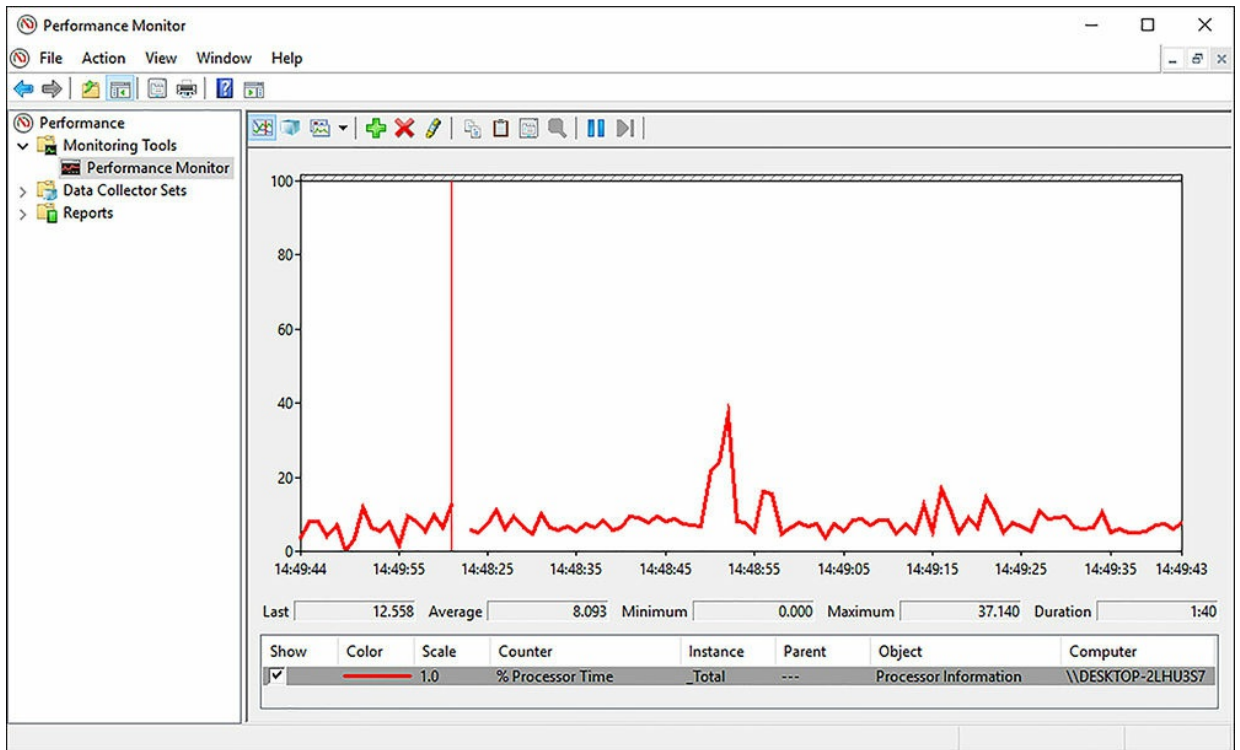 Performance Monitor
File Action View Window Help
Performance
Monitoring Tools
Performance Monitor
Data Collector Sets
Reports
100
80
60
40
20
0
14:49:44 14:49:55 14:48:25 14:48:35 14:48:45 14:48:55 14:49:05 14:49:15 14:49:25 14:49:35 14:49:43
Last 12.558 Average 8.093 Minimum 0.000 Maximum 37.140 Duration 1:40
Show Color Scale Counter Instance Parent Object Computer
1.0 % Processor Time _Total --- Processor Information \\DESKTOP-2LHU3S7